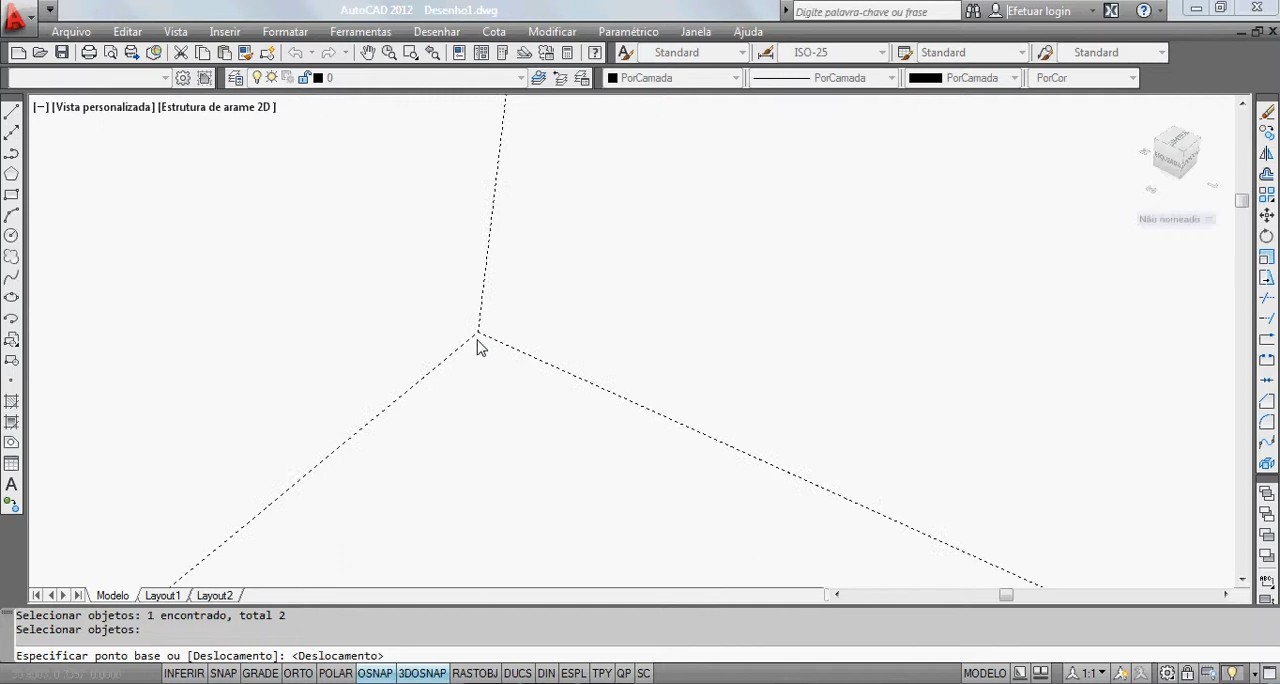 AutoCAD 2012 Desenho1.dwg
Digite palavra-chave ou frase
Efetuar login
Arquivo Editar Vista Inserir Formatar Ferramentas Desenhar Cota Modificar Paramétrico Janela Ajuda
Standard ISO-25 Standard Standard
0 PorCamada PorCamada PorCamada PorCor
[−] [Vista personalizada] [Estrutura de arame 2D ]
Não nomeado
Modelo Layout1 Layout2
Selecionar objetos: 1 encontrado, total 2
Selecionar objetos:
Especificar ponto base ou [Deslocamento]: <Deslocamento>
INFERIR SNAP GRADE ORTO POLAR OSNAP 3DOSNAP RASTOBJ DUCS DIN ESPL TPY QP SC MODELO 1:1